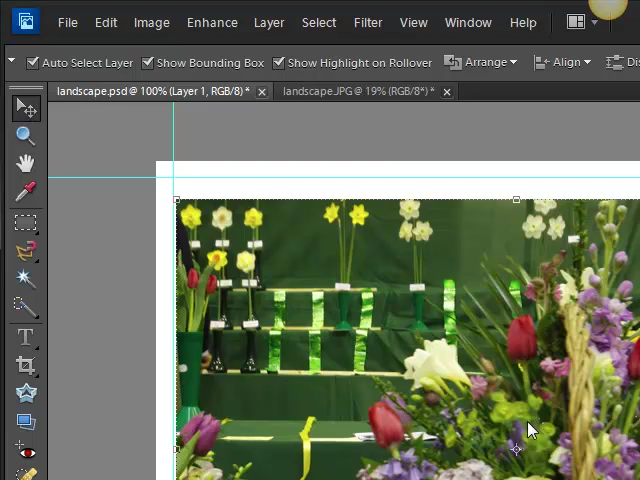 File Edit Image Enhance Layer Select Filter View Window Help
Auto Select Layer Show Bounding Box Show Highlight on Rollover Arrange Align Dis
landscape.psd @ 100% (Layer 1, RGB/8) * landscape.JPG @ 19% (RGB/8*) *
T